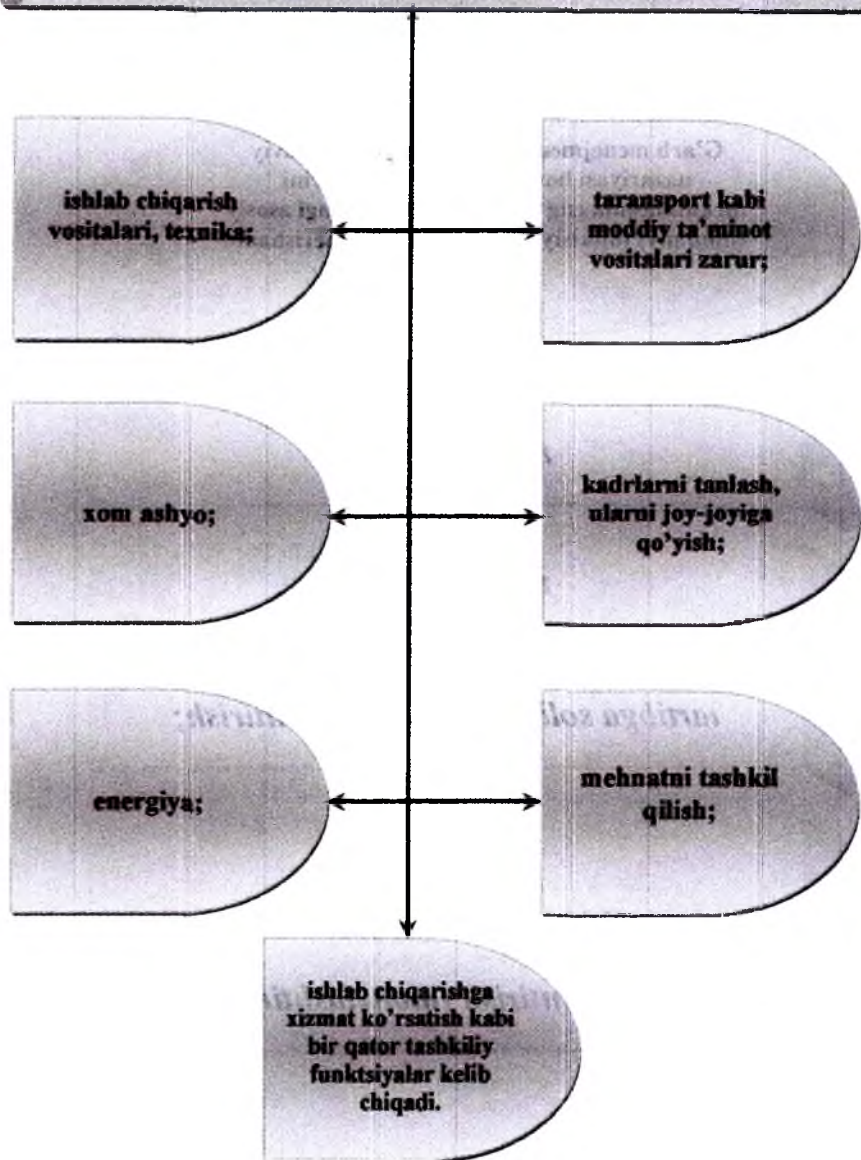 ishlab chiqarish
vositalari, texnika;
taransport kabi
moddiy ta'minot
vositalari zarur;
xom ashyo;
kadrlarni tanlash,
ularni joy-joyiga
qo'yish;
energiya;
mehnatni tashkil
qilish;
ishlab chiqarishga
xizmat ko'rsatish kabi
bir qator tashkiliy
funktsiyalar kelib
chiqadi.